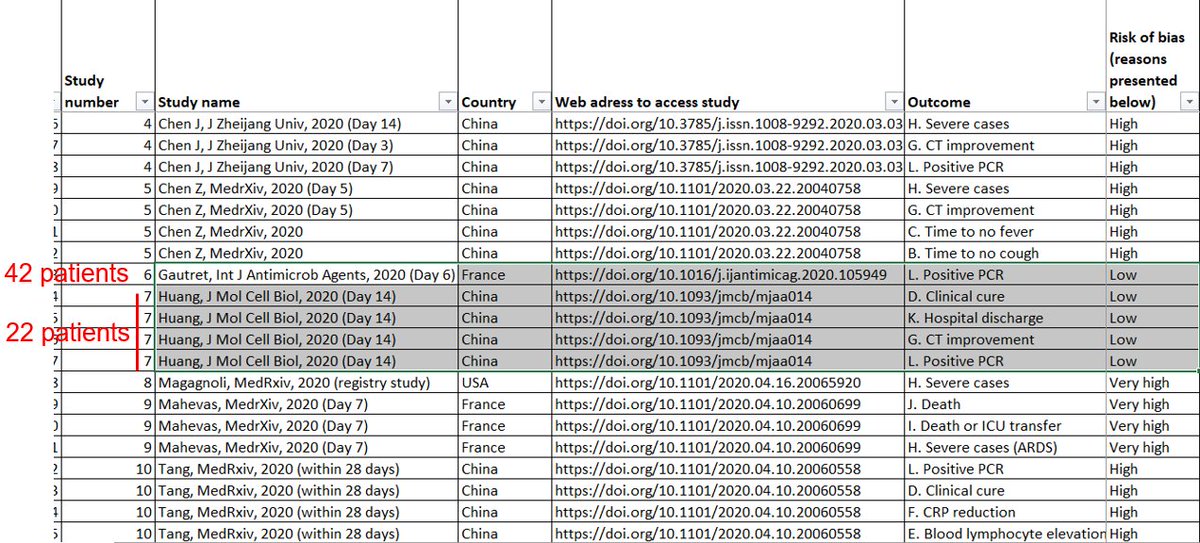 Study number Study name Country Web adress to access study Outcome Risk of bias (reasons presented below)
4 Chen J, J Zheijang Univ, 2020 (Day 14) China https://doi.org/10.3785/j.issn.1008-9292.2020.03.03 H. Severe cases High
4 Chen J, J Zheijang Univ, 2020 (Day 3) China https://doi.org/10.3785/j.issn.1008-9292.2020.03.03 G. CT improvement High
4 Chen J, J Zheijang Univ, 2020 (Day 7) China https://doi.org/10.3785/j.issn.1008-9292.2020.03.03 L. Positive PCR High
5 Chen Z, MedrXiv, 2020 (Day 5) China https://doi.org/10.1101/2020.03.22.20040758 H. Severe cases High
5 Chen Z, MedrXiv, 2020 (Day 5) China https://doi.org/10.1101/2020.03.22.20040758 G. CT improvement High
5 Chen Z, MedrXiv, 2020 China https://doi.org/10.1101/2020.03.22.20040758 C. Time to no fever High
5 Chen Z, MedrXiv, 2020 China https://doi.org/10.1101/2020.03.22.20040758 B. Time to no cough High
42 patients 6 Gautret, Int J Antimicrob Agents, 2020 (Day 6) France https://doi.org/10.1016/j.ijantimicag.2020.105949 L. Positive PCR Low
7 Huang, J Mol Cell Biol, 2020 (Day 14) China https://doi.org/10.1093/jmcb/mjaa014 D. Clinical cure Low
7 Huang, J Mol Cell Biol, 2020 (Day 14) China https://doi.org/10.1093/jmcb/mjaa014 K. Hospital discharge Low
22 patients 7 Huang, J Mol Cell Biol, 2020 (Day 14) China https://doi.org/10.1093/jmcb/mjaa014 G. CT improvement Low
7 Huang, J Mol Cell Biol, 2020 (Day 14) China https://doi.org/10.1093/jmcb/mjaa014 L. Positive PCR Low
8 Magagnoli, MedRxiv, 2020 (registry study) USA https://doi.org/10.1101/2020.04.16.20065920 H. Severe cases Very high
9 Mahevas, MedrXiv, 2020 (Day 7) France https://doi.org/10.1101/2020.04.10.20060699 J. Death Very high
9 Mahevas, MedrXiv, 2020 (Day 7) France https://doi.org/10.1101/2020.04.10.20060699 I. Death or ICU transfer Very high
9 Mahevas, MedrXiv, 2020 (Day 7) France https://doi.org/10.1101/2020.04.10.20060699 H. Severe cases (ARDS) Very high
10 Tang, MedRxiv, 2020 (within 28 days) China https://doi.org/10.1101/2020.04.10.20060558 L. Positive PCR High
10 Tang, MedRxiv, 2020 (within 28 days) China https://doi.org/10.1101/2020.04.10.20060558 D. Clinical cure High
10 Tang, MedRxiv, 2020 (within 28 days) China https://doi.org/10.1101/2020.04.10.20060558 F. CRP reduction High
10 Tang, MedRxiv, 2020 (within 28 days) China https://doi.org/10.1101/2020.04.10.20060558 E. Blood lymphocyte elevation High